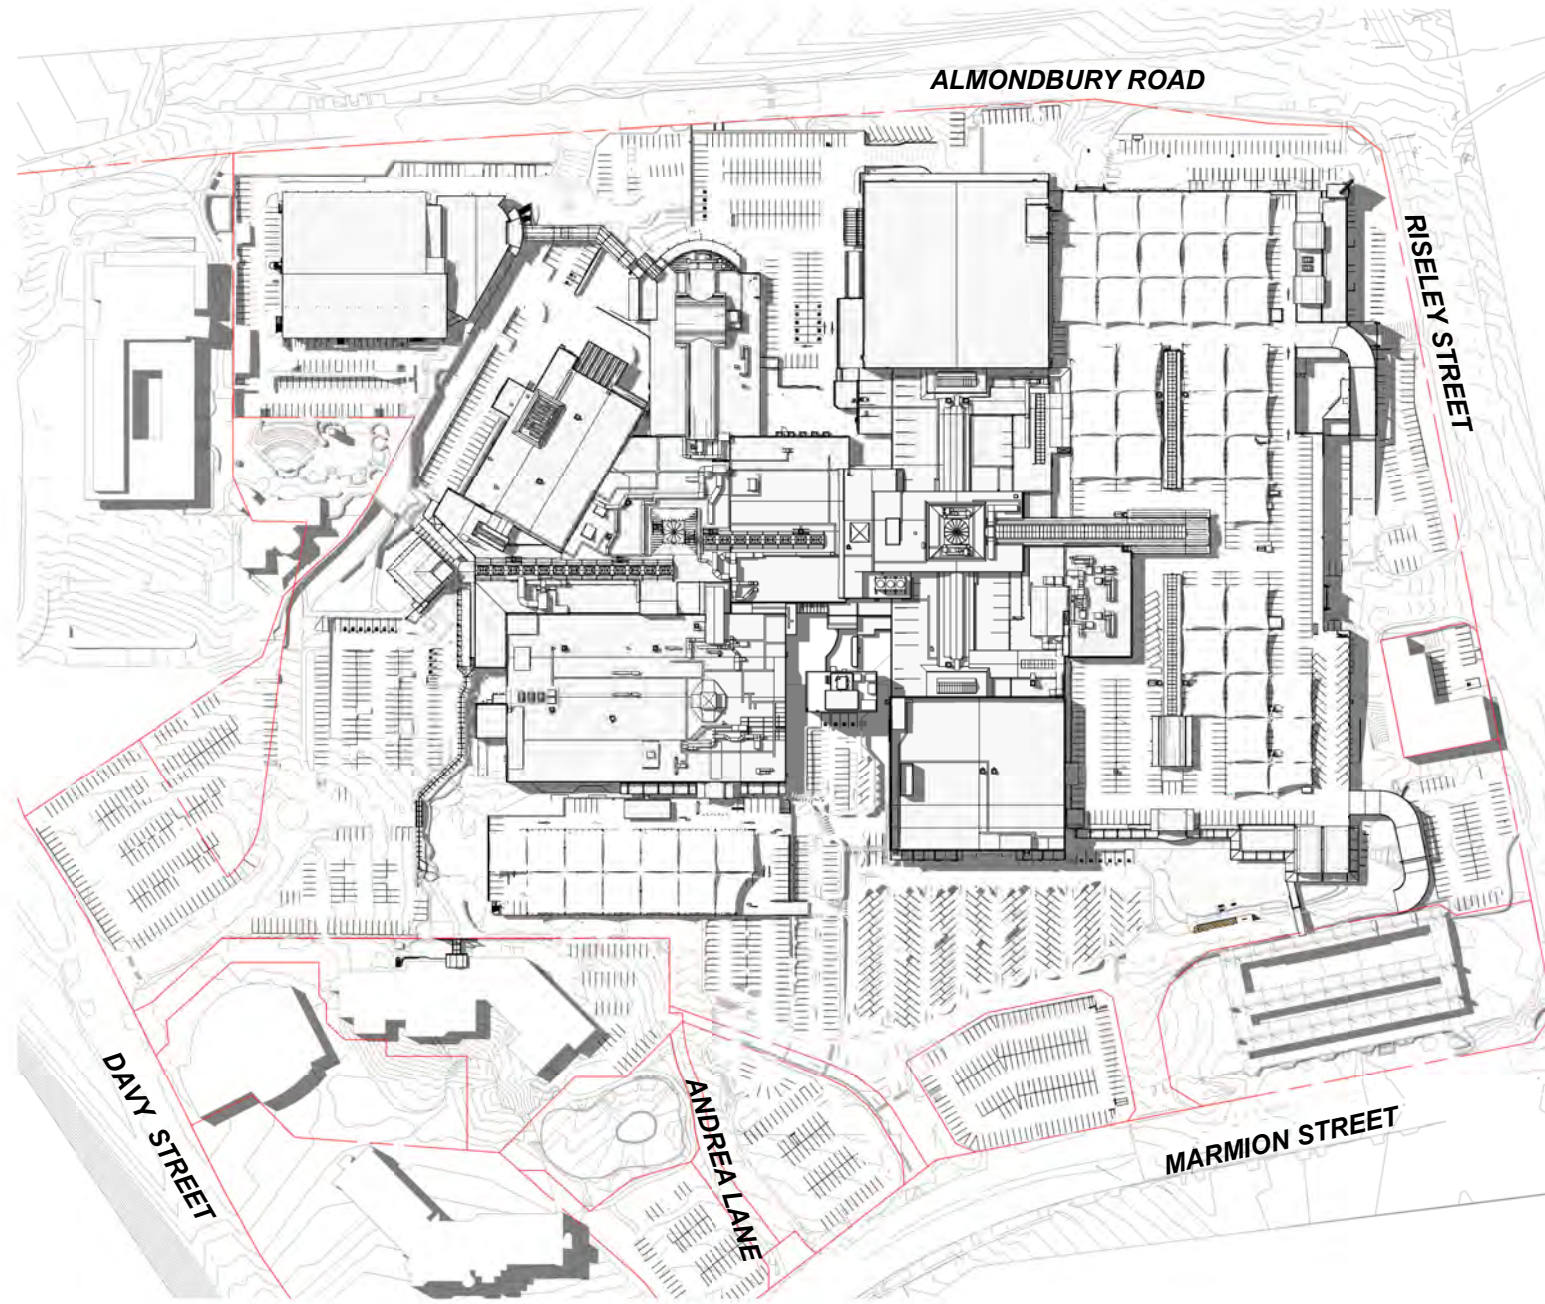 ALMONDBURY ROAD
RISELEY STREET
DAVY STREET
ANDREA LANE
MARMION STREET